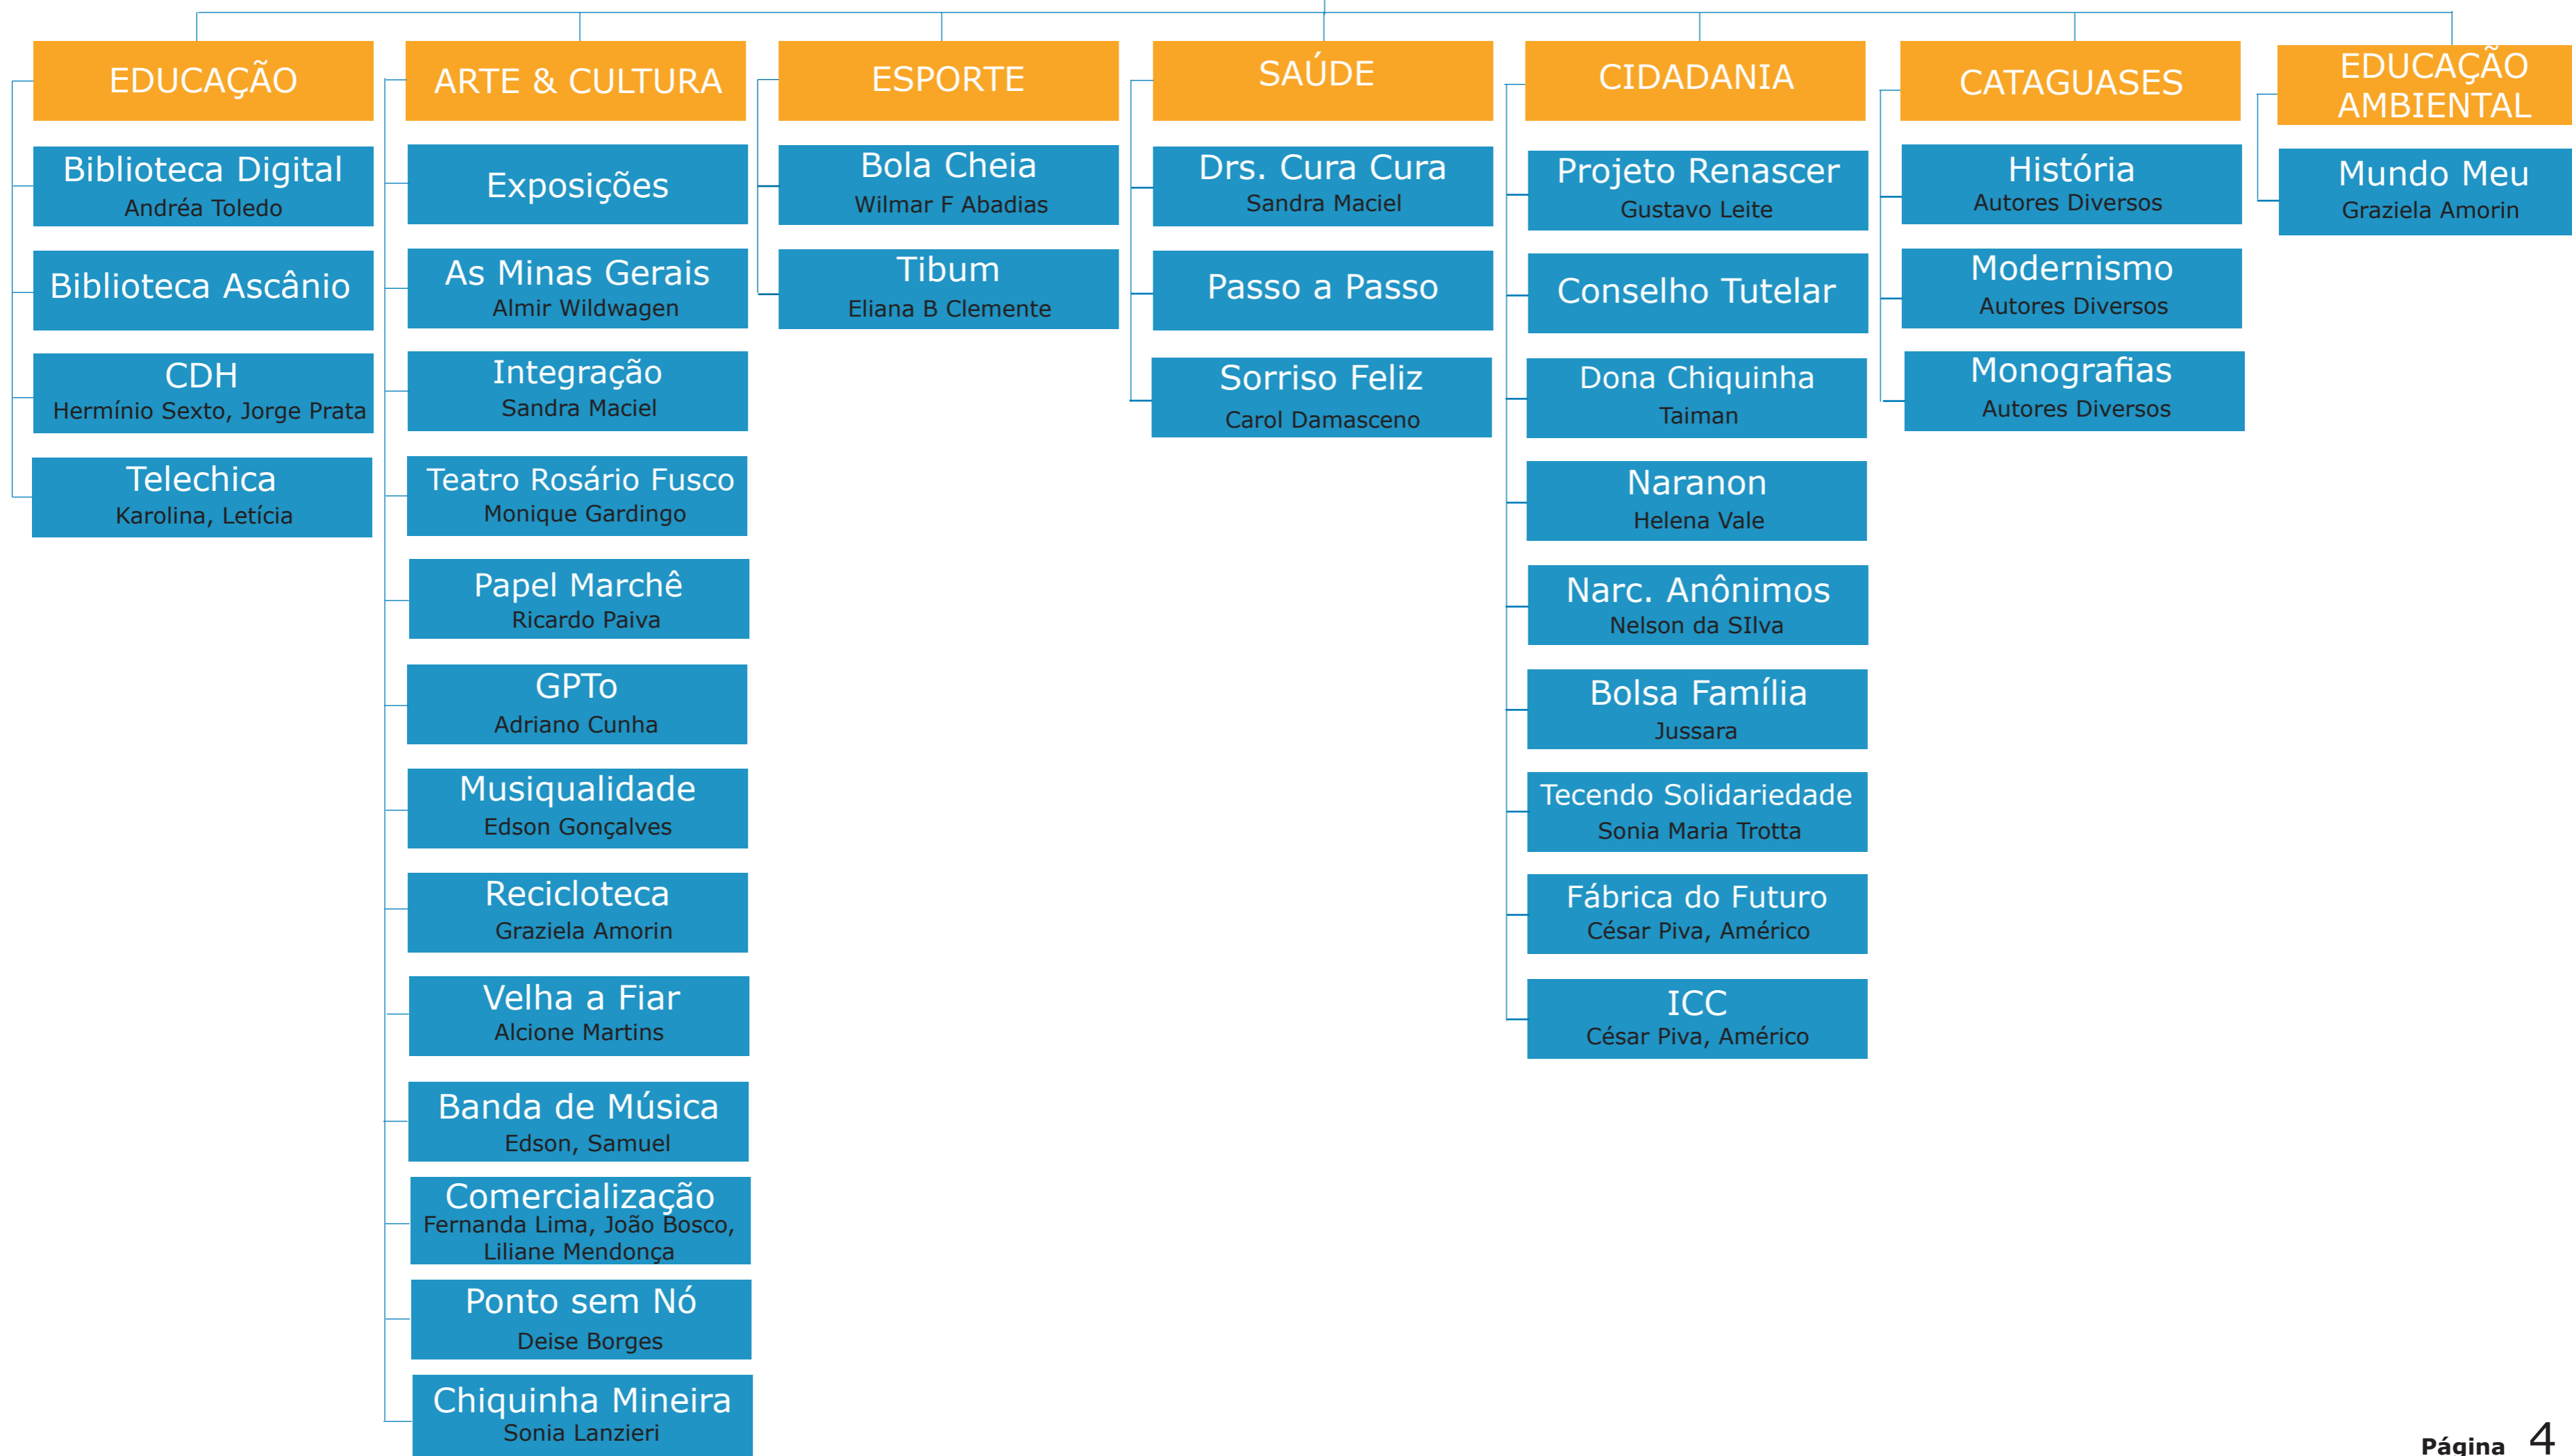 EDUCAÇÃO
Biblioteca Digital
Andréa Toledo
Biblioteca Ascânio
CDH
Hermínio Sexto, Jorge Prata
Telechica
Karolina, Letícia
ARTE & CULTURA
Exposições
As Minas Gerais
Almir Wildwagen
Integração
Sandra Maciel
Teatro Rosário Fusco
Monique Gardingo
Papel Marchê
Ricardo Paiva
GPTo
Adriano Cunha
Musiqualidade
Edson Gonçalves
Recicloteca
Graziela Amorin
Velha a Fiar
Alcione Martins
Banda de Música
Edson, Samuel
Comercialização
Fernanda Lima, João Bosco,
Liliane Mendonça
Ponto sem Nó
Deise Borges
Chiquinha Mineira
Sonia Lanzieri
ESPORTE
Bola Cheia
Wilmar F Abadias
Tibum
Eliana B Clemente
SAÚDE
Drs. Cura Cura
Sandra Maciel
Passo a Passo
Sorriso Feliz
Carol Damasceno
CIDADANIA
Projeto Renascer
Gustavo Leite
Conselho Tutelar
Dona Chiquinha
Taiman
Naranon
Helena Vale
Narc. Anônimos
Nelson da SIlva
Bolsa Família
Jussara
Tecendo Solidariedade
Sonia Maria Trotta
Fábrica do Futuro
César Piva, Américo
ICC
César Piva, Américo
CATAGUASES
História
Autores Diversos
Modernismo
Autores Diversos
Monografias
Autores Diversos
EDUCAÇÃO
AMBIENTAL
Mundo Meu
Graziela Amorin
Página 4